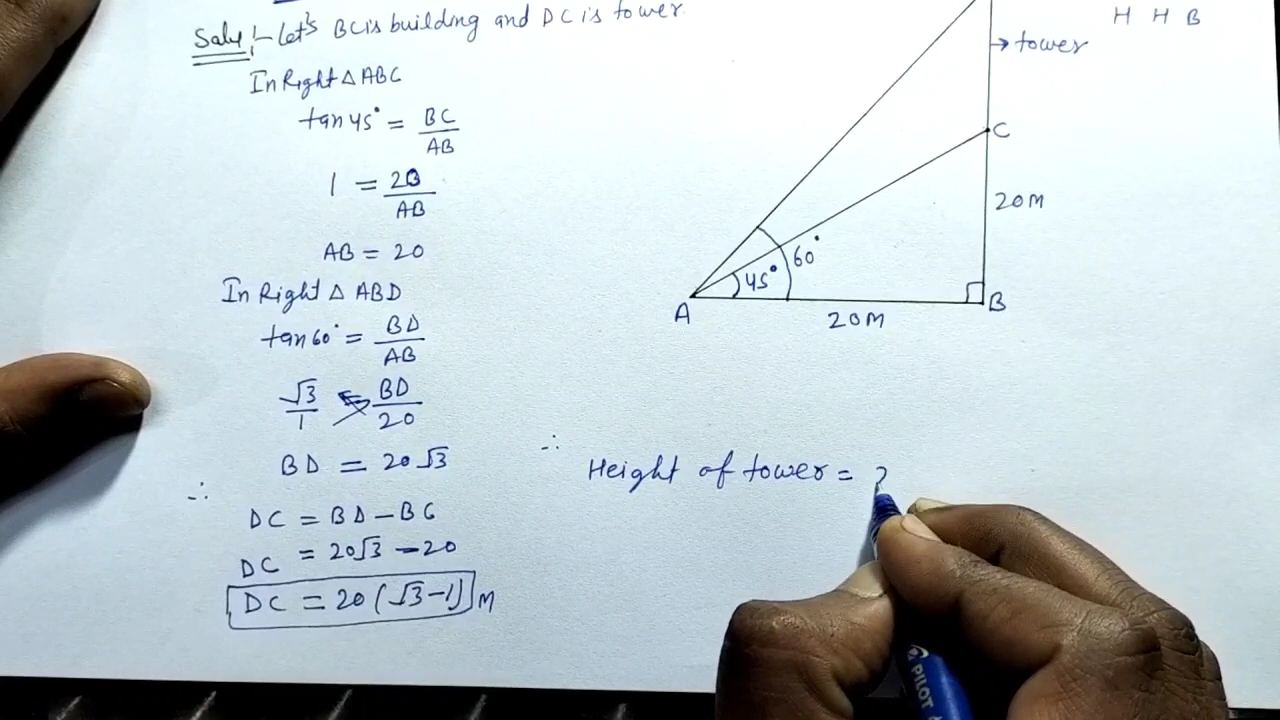 Soln :- Let's BC is building and DC is tower.
In Right △ ABC
tan 45° = BC/AB
1 = 20/AB
AB = 20
In Right △ ABD
tan 60° = BD/AB
√3/1 = BD/20
BD = 20√3
∴
DC = BD - BC
DC = 20√3 - 20
DC = 20(√3-1) M
H H B
→ tower
C
20M
60°
45°
A
B
20M
∴
Height of tower = 2
PILOT